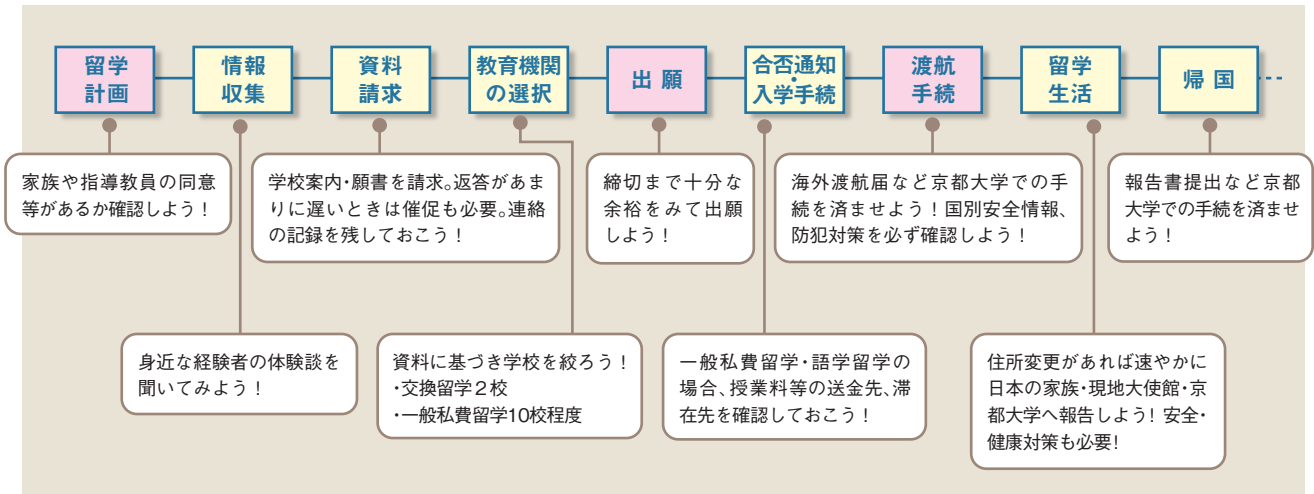 留学
計画
情報
収集
資料
請求
教育機関
の選択
出願
合否通知
・
入学手続
渡航
手続
留学
生活
帰国
家族や指導教員の同意
等があるか確認しよう！
学校案内・願書を請求。返答があま
りに遅いときは催促も必要。連絡
の記録を残しておこう！
締切まで十分な
余裕をみて出願
しよう！
海外渡航届など京都大学での手
続を済ませよう！国別安全情報、
防犯対策を必ず確認しよう！
報告書提出など京都
大学での手続を済ませ
よう！
身近な経験者の体験談を
聞いてみよう！
資料に基づき学校を絞ろう！
・交換留学２校
・一般私費留学10校程度
一般私費留学・語学留学の
場合、授業料等の送金先、滞
在先を確認しておこう！
住所変更があれば速やかに
日本の家族・現地大使館・京
都大学へ報告しよう！安全・
健康対策も必要！